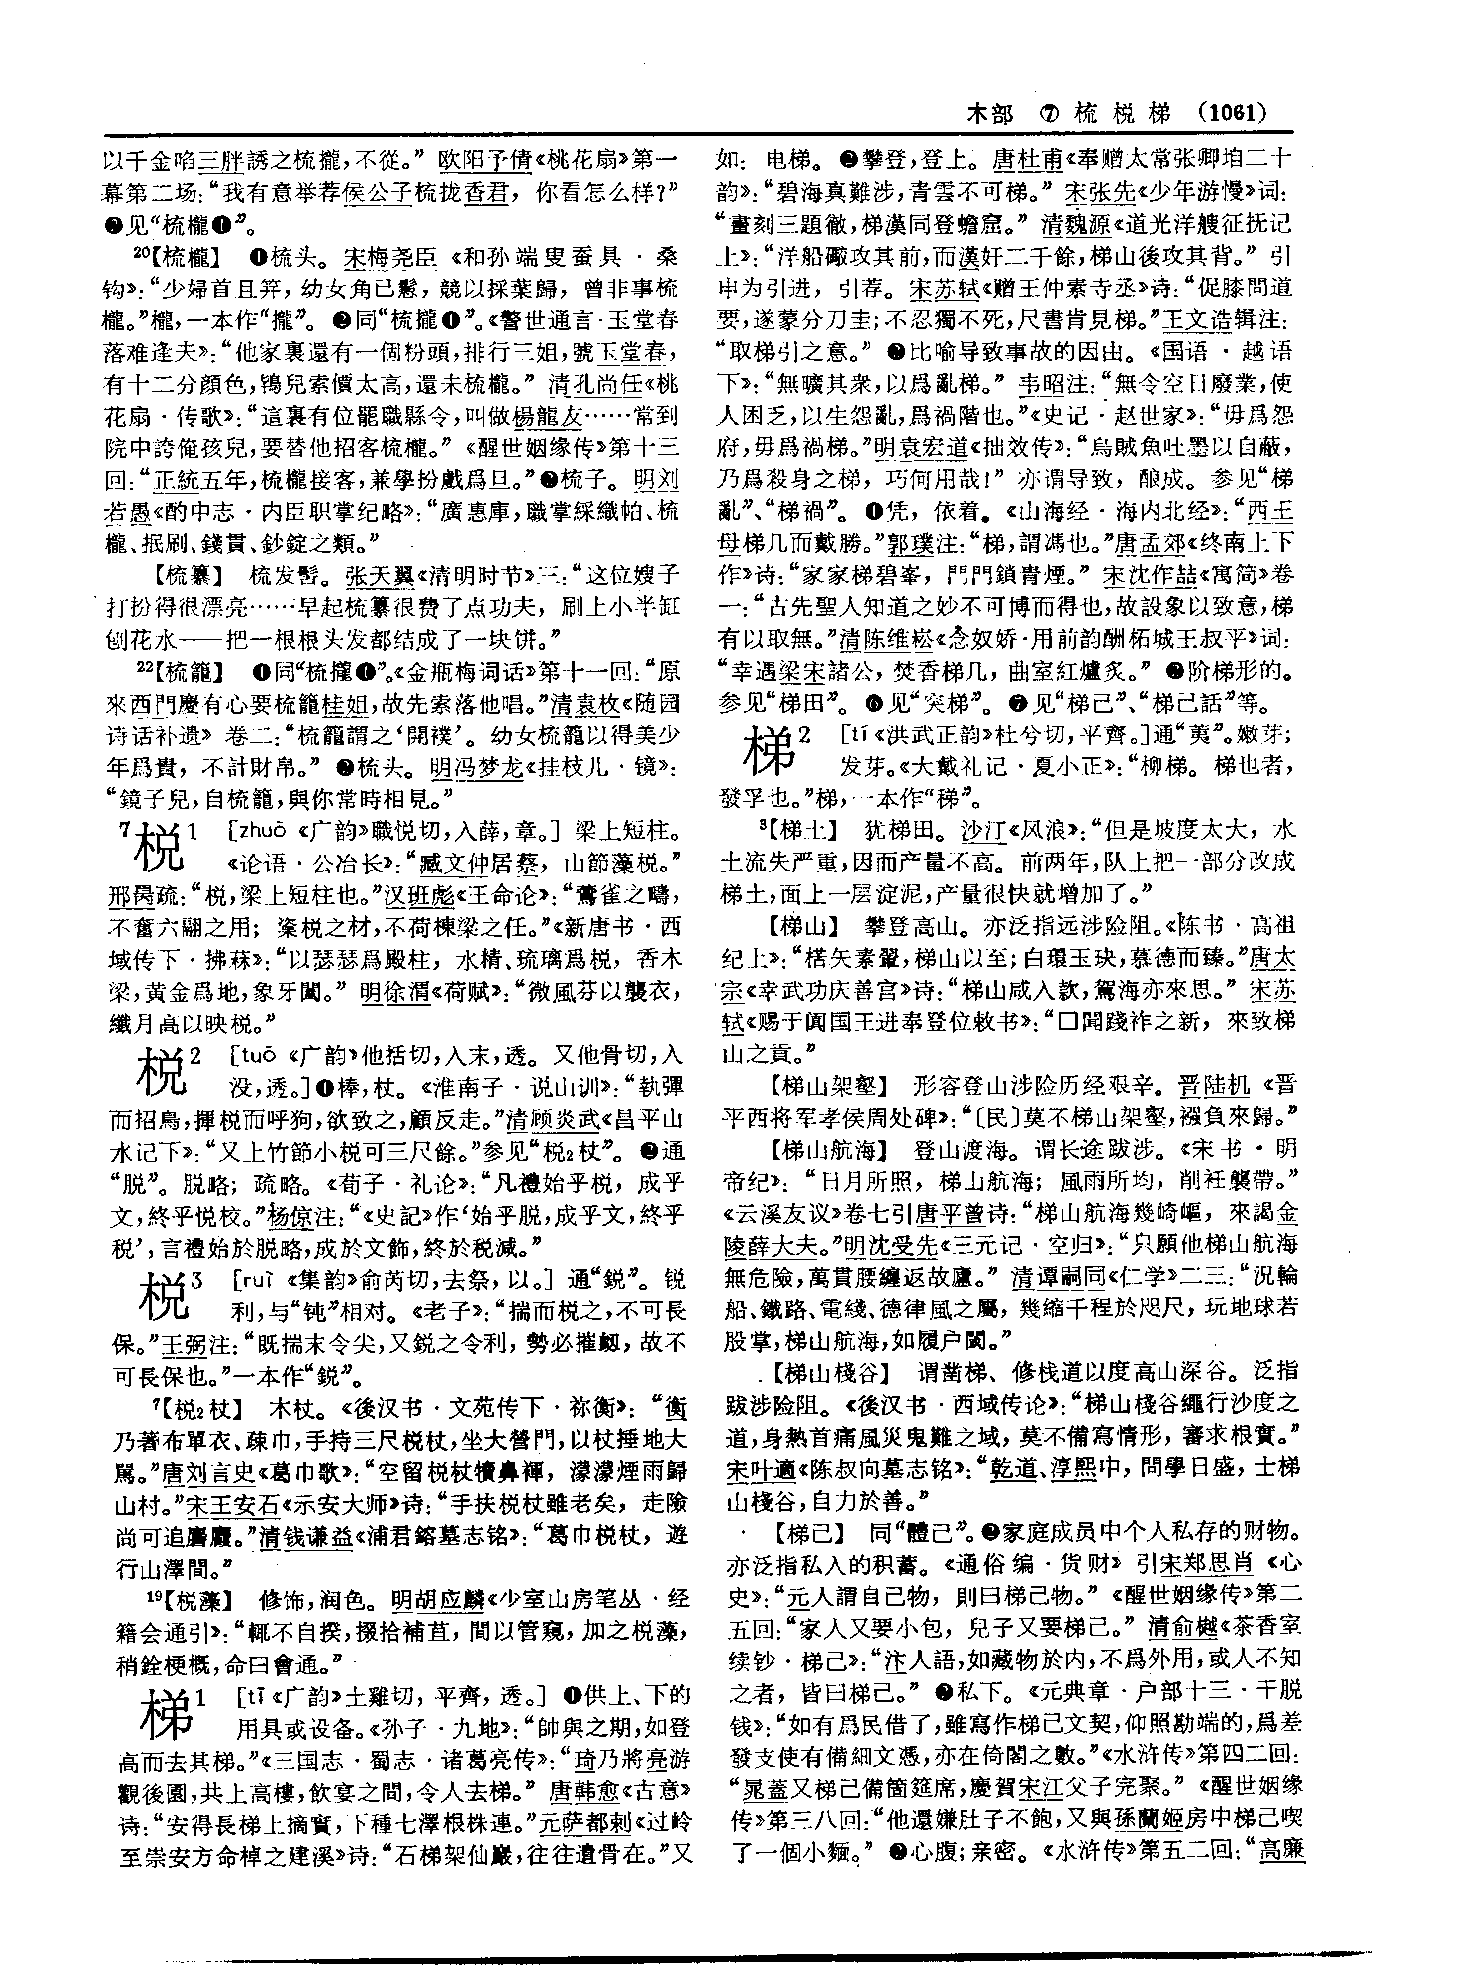 木部 ⑦ 梳 棁 梯 (1061)
以千金啗三胖誘之梳攏，不從。” 欧阳予倩《桃花扇》第一
幕第二场：“我有意举荐侯公子梳拢香君，你看怎么样？”
❷见“梳櫳❶”。
20【梳櫳】 ❶梳头。宋梅尧臣《和孙端叟蚕具·桑
钩》：“少婦首且笄，幼女角已鬌，競以採葉歸，曾非事梳
櫳。”櫳，一本作“攏”。❷同“梳攏❶”。《警世通言·玉堂春
落难逢夫》：“他家裏還有一個粉頭，排行三姐，號玉堂春，
有十二分顔色，鴇兒索價太高，還未梳櫳。” 清孔尚任《桃
花扇·传歌》：“這裏有位罷職縣令，叫做楊龍友……常到
院中誇俺孩兒，要替他招客梳櫳。”《醒世姻缘传》第十三
回：“正統五年，梳櫳接客，兼學扮戲爲旦。”❸梳子。明刘
若愚《酌中志·内臣职掌纪略》：“廣惠庫，職掌綵織帕、梳
櫳、抿刷、錢貫、鈔錠之類。”
【梳纂】 梳发髻。张天翼《清明时节》三：“这位嫂子
打扮得很漂亮……早起梳纂很费了点功夫，刷上小半缸
刨花水——把一根根头发都结成了一块饼。”
22【梳籠】 ❶同“梳攏❶”。《金瓶梅词话》第十一回：“原
來西門慶有心要梳籠桂姐，故先索落他唱。”清袁枚《随园
诗话补遗》卷二：“梳籠謂之‘開襆’。幼女梳籠以得美少
年爲貴，不計財帛。” ❷梳头。明冯梦龙《挂枝儿·镜》：
“鏡子兒，自梳籠，與你常時相見。”
7棁1 [zhuō《广韵》職悦切，入薛，章。] 梁上短柱。
《论语·公冶长》：“臧文仲居蔡，山節藻棁。”
邢昺疏：“棁，梁上短柱也。”汉班彪《王命论》：“鷰雀之疇，
不奮六翮之用；楶棁之材，不荷棟梁之任。”《新唐书·西
域传下·拂菻》：“以瑟瑟爲殿柱，水精、琉璃爲棁，香木
梁，黄金爲地，象牙闔。” 明徐渭《荷赋》：“微風芬以襲衣，
纖月高以映棁。”
棁2 [tuō《广韵》他括切，入末，透。又他骨切，入
没，透。]❶棒，杖。《淮南子·说山训》：“執彈
而招鳥，揮棁而呼狗，欲致之，顧反走。”清顾炎武《昌平山
水记下》：“又上竹節小棁可三尺餘。”参见“棁2杖”。❷通
“脱”。脱略；疏略。《荀子·礼论》：“凡禮始乎棁，成乎
文，終乎悦校。”杨倞注：“《史記》作‘始乎脱，成乎文，終乎
税’，言禮始於脱略，成於文飾，終於税減。”
棁3 [ruì《集韵》俞芮切，去祭，以。] 通“鋭”。锐
利，与“钝”相对。《老子》：“揣而棁之，不可長
保。”王弼注：“既揣末令尖，又鋭之令利，勢必摧衂，故不
可長保也。”一本作“鋭”。
7【棁2杖】 木杖。《後汉书·文苑传下·祢衡》：“衡
乃著布單衣、疎巾，手持三尺棁杖，坐大營門，以杖捶地大
駡。”唐刘言史《葛巾歌》：“空留棁杖犢鼻褌，濛濛煙雨歸
山村。”宋王安石《示安大师》诗：“手扶棁杖雖老矣，走險
尚可追麏麚。”清钱谦益《浦君鎔墓志铭》：“葛巾棁杖，遊
行山澤間。”
19【棁藻】 修饰，润色。明胡应麟《少室山房笔丛·经
籍会通引》：“輒不自揆，掇拾補苴，間以管窺，加之棁藻，
稍銓梗概，命曰會通。”
梯1 [tī《广韵》土雞切，平齊，透。] ❶供上、下的
用具或设备。《孙子·九地》：“帥與之期，如登
高而去其梯。”《三国志·蜀志·诸葛亮传》：“琦乃將亮游
觀後園，共上高樓，飲宴之間，令人去梯。” 唐韩愈《古意》
诗：“安得長梯上摘實，下種七澤根株連。”元萨都剌《过岭
至崇安方命棹之建溪》诗：“石梯架仙巖，往往遺骨在。”又
如：电梯。❷攀登，登上。唐杜甫《奉赠太常张卿垍二十
韵》：“碧海真難涉，青雲不可梯。” 宋张先《少年游慢》词：
“畫刻三題徹，梯漢同登蟾窟。” 清魏源《道光洋艘征抚记
上》：“洋船礮攻其前，而漢奸二千餘，梯山後攻其背。” 引
申为引进，引荐。宋苏轼《赠王仲素寺丞》诗：“促膝問道
要，遂蒙分刀圭；不忍獨不死，尺書肯見梯。”王文诰辑注：
“取梯引之意。” ❸比喻导致事故的因由。《国语·越语
下》：“無曠其衆，以爲亂梯。” 韦昭注：“無令空日廢業，使
人困乏，以生怨亂，爲禍階也。”《史记·赵世家》：“毋爲怨
府，毋爲禍梯。”明袁宏道《拙效传》：“烏賊魚吐墨以自蔽，
乃爲殺身之梯，巧何用哉！”亦谓导致，酿成。参见“梯
亂”、“梯禍”。❹凭，依着。《山海经·海内北经》：“西王
母梯几而戴勝。”郭璞注：“梯，謂馮也。”唐孟郊《终南山下
作》诗：“家家梯碧峯，門門鎖青煙。” 宋沈作喆《寓简》卷
一：“古先聖人知道之妙不可博而得也，故設象以致意，梯
有以取無。”清陈维崧《念奴娇·用前韵酬柘城王叔平》词：
“幸遇梁宋諸公，焚香梯几，曲室紅爐炙。” ❺阶梯形的。
参见“梯田”。❻见“突梯”。❼见“梯己”、“梯己話”等。
梯2 [tí《洪武正韵》杜兮切，平齊。]通“荑”。嫩芽；
发芽。《大戴礼记·夏小正》：“柳梯。梯也者，
發孚也。”梯，一本作“稊”。
3【梯土】 犹梯田。沙汀《风浪》：“但是坡度太大，水
土流失严重，因而产量不高。前两年，队上把一部分改成
梯土，面上一层淀泥，产量很快就增加了。”
【梯山】 攀登高山。亦泛指远涉险阻。《陈书·高祖
纪上》：“楛矢素翬，梯山以至；白環玉玦，慕德而臻。”唐太
宗《幸武功庆善宫》诗：“梯山咸入款，駕海亦來思。” 宋苏
轼《赐于阗国王进奉登位敕书》：“□聞踐祚之新，來致梯
山之貢。”
【梯山架壑】 形容登山涉险历经艰辛。晋陆机《晋
平西将军孝侯周处碑》：“〔民〕莫不梯山架壑，襁負來歸。”
【梯山航海】 登山渡海。谓长途跋涉。《宋书·明
帝纪》：“日月所照，梯山航海；風雨所均，削衽襲帶。”
《云溪友议》卷七引唐平曾诗：“梯山航海幾崎嶇，來謁金
陵薛大夫。”明沈受先《三元记·空归》：“只願他梯山航海
無危險，萬貫腰纏返故廬。” 清谭嗣同《仁学》二三：“況輪
船、鐵路、電綫、德律風之屬，幾縮千程於咫尺，玩地球若
股掌，梯山航海，如履户閾。”
【梯山棧谷】 谓凿梯、修栈道以度高山深谷。泛指
跋涉险阻。《後汉书·西域传论》：“梯山棧谷繩行沙度之
道，身熱首痛風災鬼難之域，莫不備寫情形，審求根實。”
宋叶適《陈叔向墓志铭》：“乾道、淳熙中，問學日盛，士梯
山棧谷，自力於善。”
【梯己】 同“體己”。❶家庭成员中个人私存的财物。
亦泛指私人的积蓄。《通俗编·货财》引宋郑思肖《心
史》：“元人謂自己物，則曰梯己物。”《醒世姻缘传》第二
五回：“家人又要小包，兒子又要梯己。” 清俞樾《茶香室
续钞·梯己》：“汴人語，如藏物於内，不爲外用，或人不知
之者，皆曰梯己。” ❷私下。《元典章·户部十三·干脱
钱》：“如有爲民借了，雖寫作梯己文契，仰照勘端的，爲差
發支使有備細文憑，亦在倚閣之數。”《水浒传》第四二回：
“晁蓋又梯己備箇筵席，慶賀宋江父子完聚。”《醒世姻缘
传》第三八回：“他還嫌肚子不飽，又與孫蘭姬房中梯己喫
了一個小麵。” ❸心腹；亲密。《水浒传》第五二回：“高廉